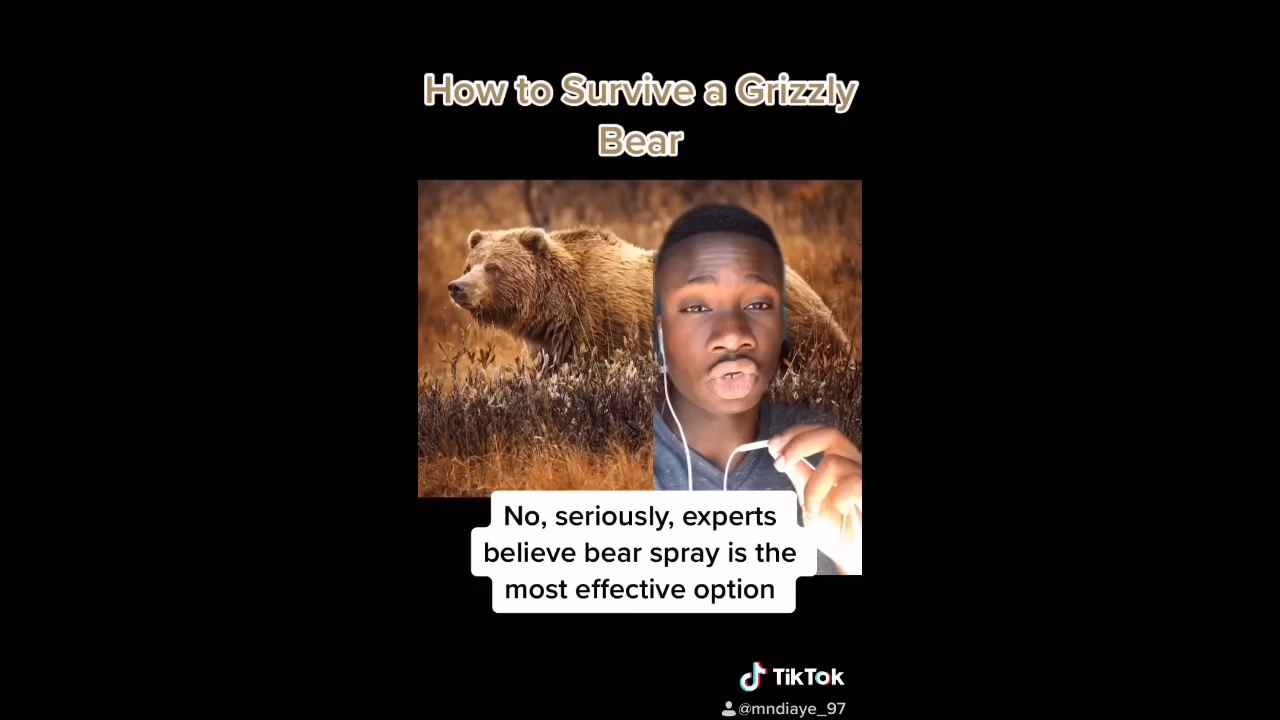 How to Survive a Grizzly
Bear
No, seriously, experts
believe bear spray is the
most effective option
TikTok
@mndiaye_97